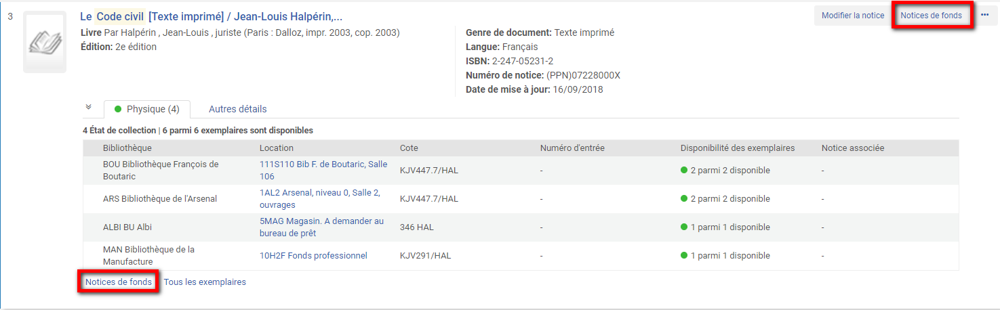 3
Le Code civil [Texte imprimé] / Jean-Louis Halpérin,...
Modifier la notice Notices de fonds •••
Livre Par Halpérin , Jean-Louis , juriste (Paris : Dalloz, impr. 2003, cop. 2003)
Édition: 2e édition
Genre de document: Texte imprimé
Langue: Français
ISBN: 2-247-05231-2
Numéro de notice: (PPN)07228000X
Date de mise à jour: 16/09/2018
Physique (4) Autres détails
4 État de collection | 6 parmi 6 exemplaires sont disponibles
Bibliothèque Location Cote Numéro d'entrée Disponibilité des exemplaires Notice associée
BOU Bibliothèque François de
Boutaric
111S110 Bib F. de Boutaric, Salle
106
KJV447.7/HAL - 2 parmi 2 disponible -
ARS Bibliothèque de l'Arsenal
1AL2 Arsenal, niveau 0, Salle 2,
ouvrages
KJV447.7/HAL - 2 parmi 2 disponible -
ALBI BU Albi
5MAG Magasin. A demander au
bureau de prêt
346 HAL - 1 parmi 1 disponible -
MAN Bibliothèque de la
Manufacture
10H2F Fonds professionnel
KJV291/HAL - 1 parmi 1 disponible -
Notices de fonds Tous les exemplaires